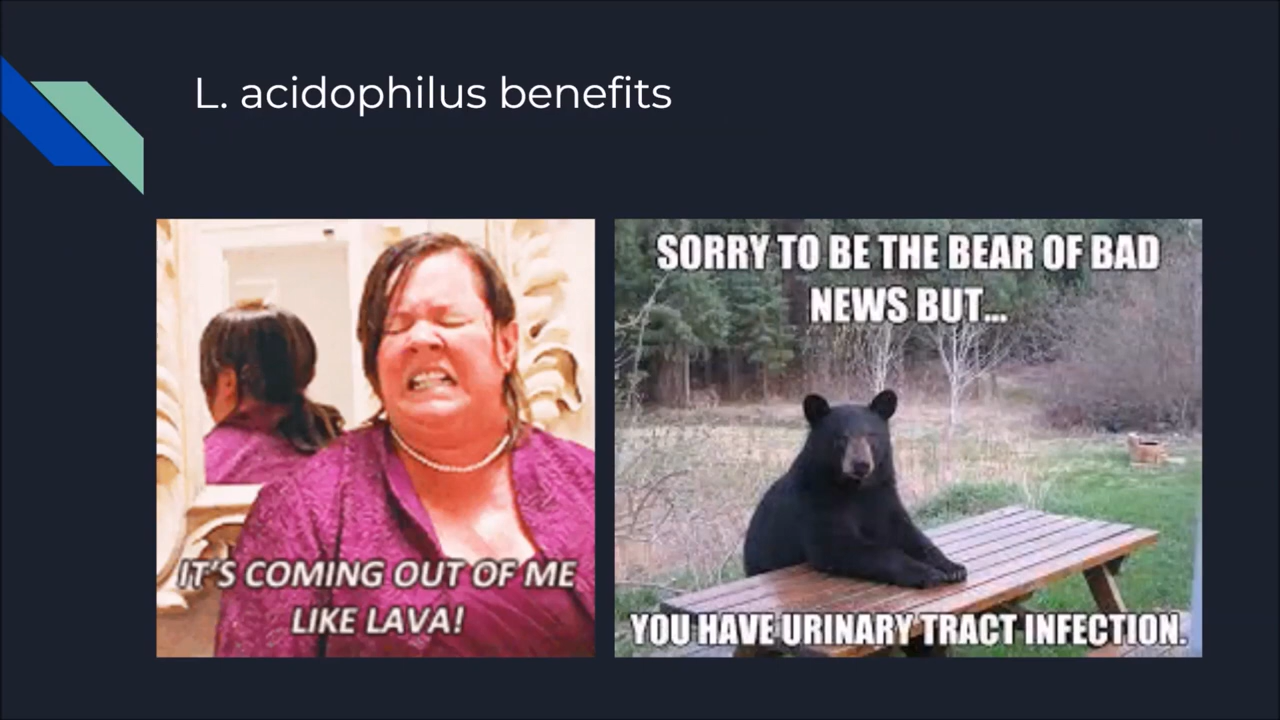 L. acidophilus benefits
IT'S COMING OUT OF ME
LIKE LAVA!
SORRY TO BE THE BEAR OF BAD
NEWS BUT...
YOU HAVE URINARY TRACT INFECTION.